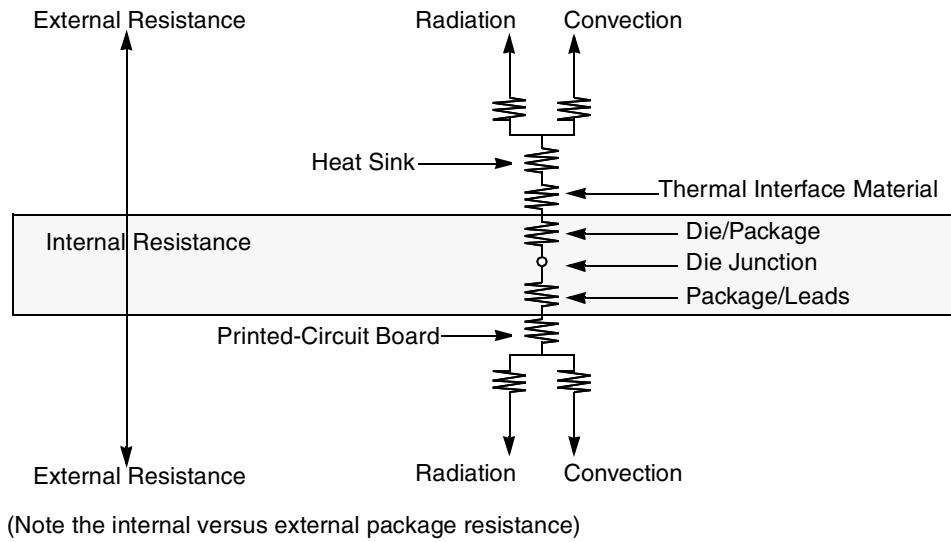 External Resistance
Radiation
Convection
Heat Sink
Thermal Interface Material
Internal Resistance
Die/Package
Die Junction
Package/Leads
Printed-Circuit Board
External Resistance
Radiation
Convection
(Note the internal versus external package resistance)